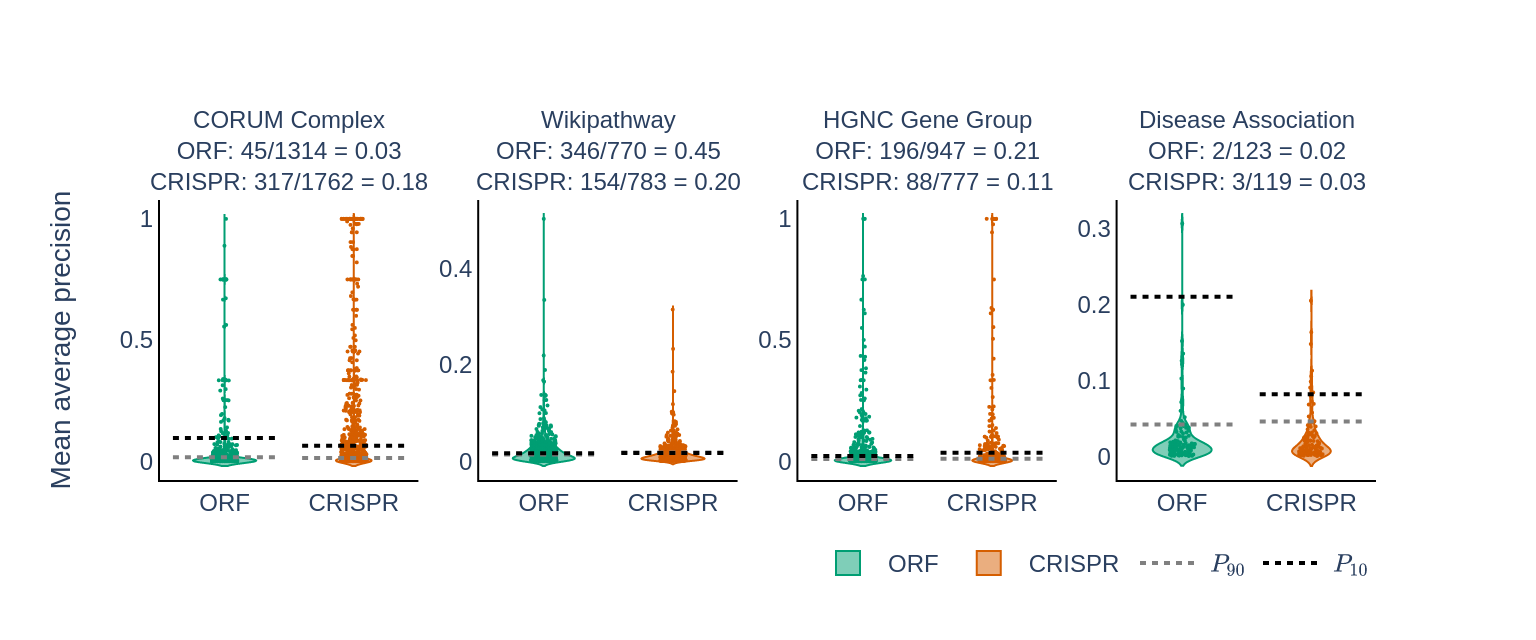 CORUM Complex
ORF: 45/1314 = 0.03
CRISPR: 317/1762 = 0.18
Wikipathway
ORF: 346/770 = 0.45
CRISPR: 154/783 = 0.20
HGNC Gene Group
ORF: 196/947 = 0.21
CRISPR: 88/777 = 0.11
Disease Association
ORF: 2/123 = 0.02
CRISPR: 3/119 = 0.03
Mean average precision
1
0.5
0
ORF
CRISPR
0.4
0.2
0
ORF
CRISPR
1
0.5
0
ORF
CRISPR
0.3
0.2
0.1
0
ORF
CRISPR
ORF
CRISPR
P90
P10